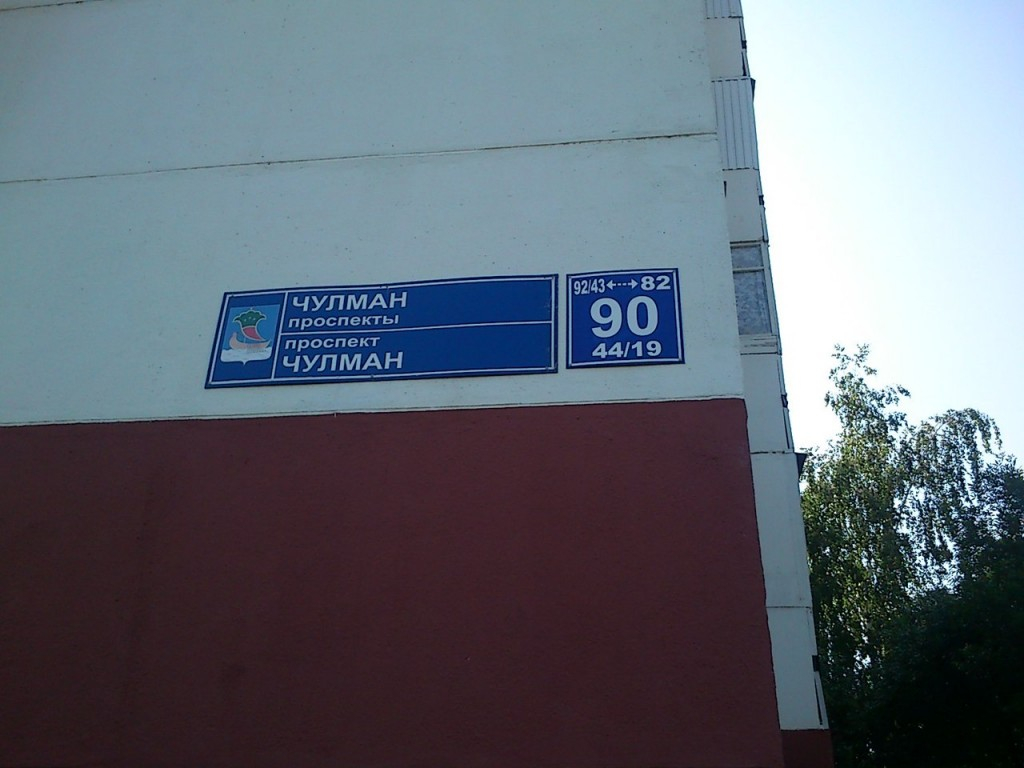 ЧУЛМАН
проспекты
проспект
ЧУЛМАН
92/43 82
90
44/19